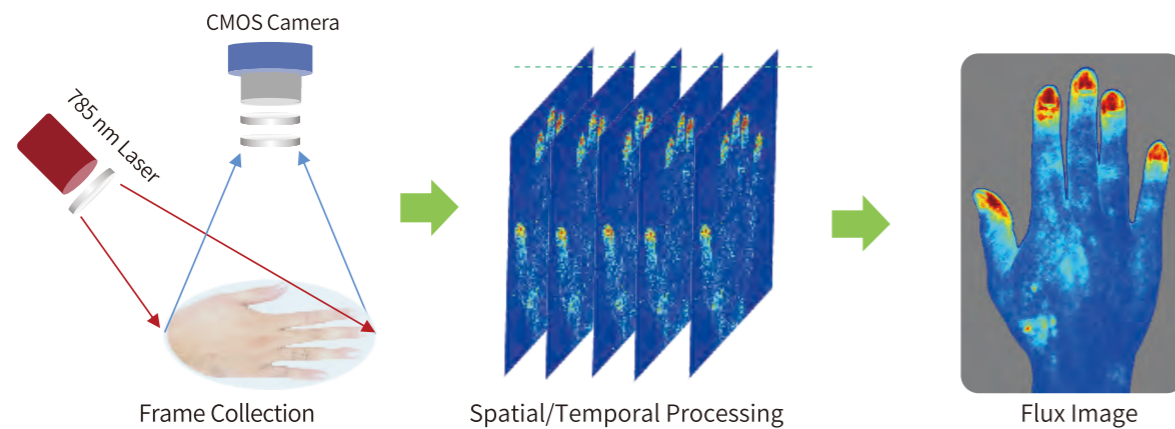 CMOS Camera
785 nm Laser
Frame Collection
Spatial/Temporal Processing
Flux Image